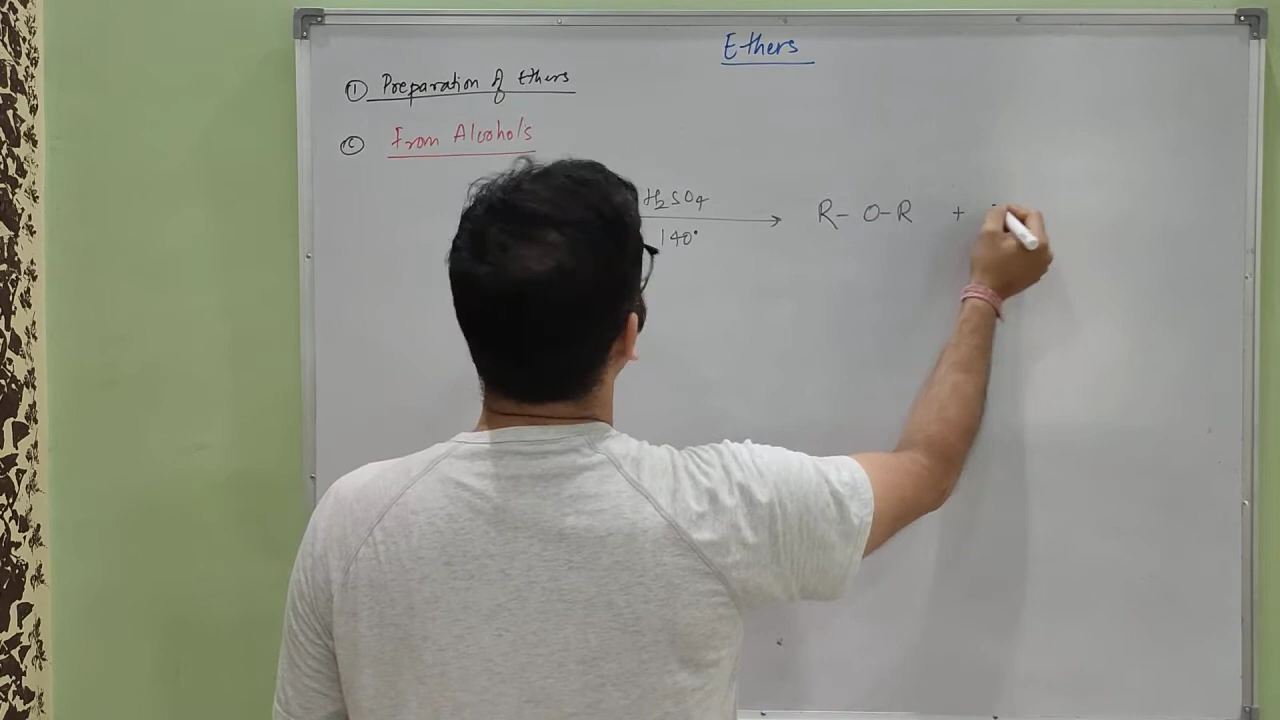 Ethers
① Preparation of Ethers
Ⓒ From Alcohols
H₂SO₄
140° → R- O-R +